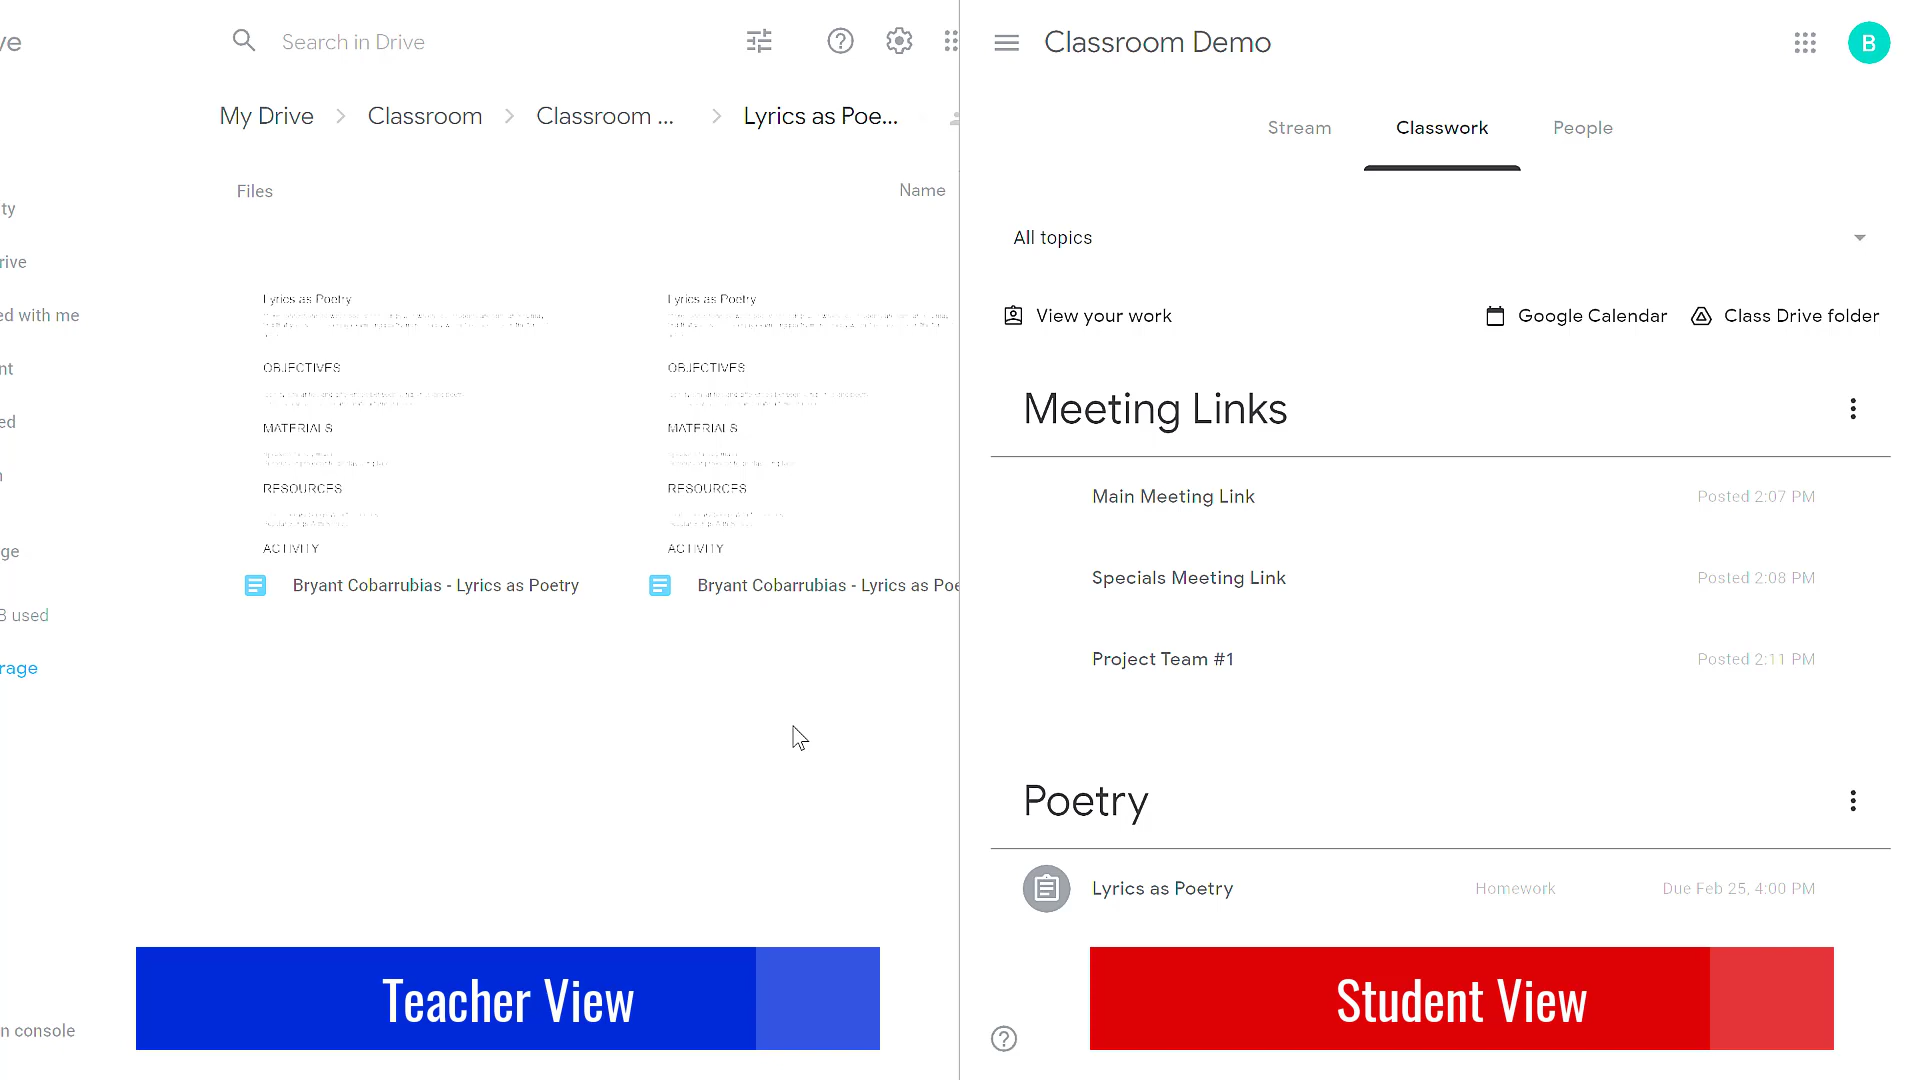 ve
Search in Drive
My Drive
Classroom
Classroom ...
Lyrics as Poe...
Files
Name
ty
rive
ed with me
nt
ed
n
ge
B used
rage
n console
Lyrics as Poetry
OBJECTIVES
MATERIALS
RESOURCES
ACTIVITY
Bryant Cobarrubias - Lyrics as Poetry
Lyrics as Poetry
OBJECTIVES
MATERIALS
RESOURCES
ACTIVITY
Bryant Cobarrubias - Lyrics as Poe
Teacher View
Classroom Demo
B
Stream
Classwork
People
All topics
View your work
Google Calendar
Class Drive folder
Meeting Links
Main Meeting Link
Posted 2:07 PM
Specials Meeting Link
Posted 2:08 PM
Project Team #1
Posted 2:11 PM
Poetry
Lyrics as Poetry
Homework
Due Feb 25, 4:00 PM
Student View